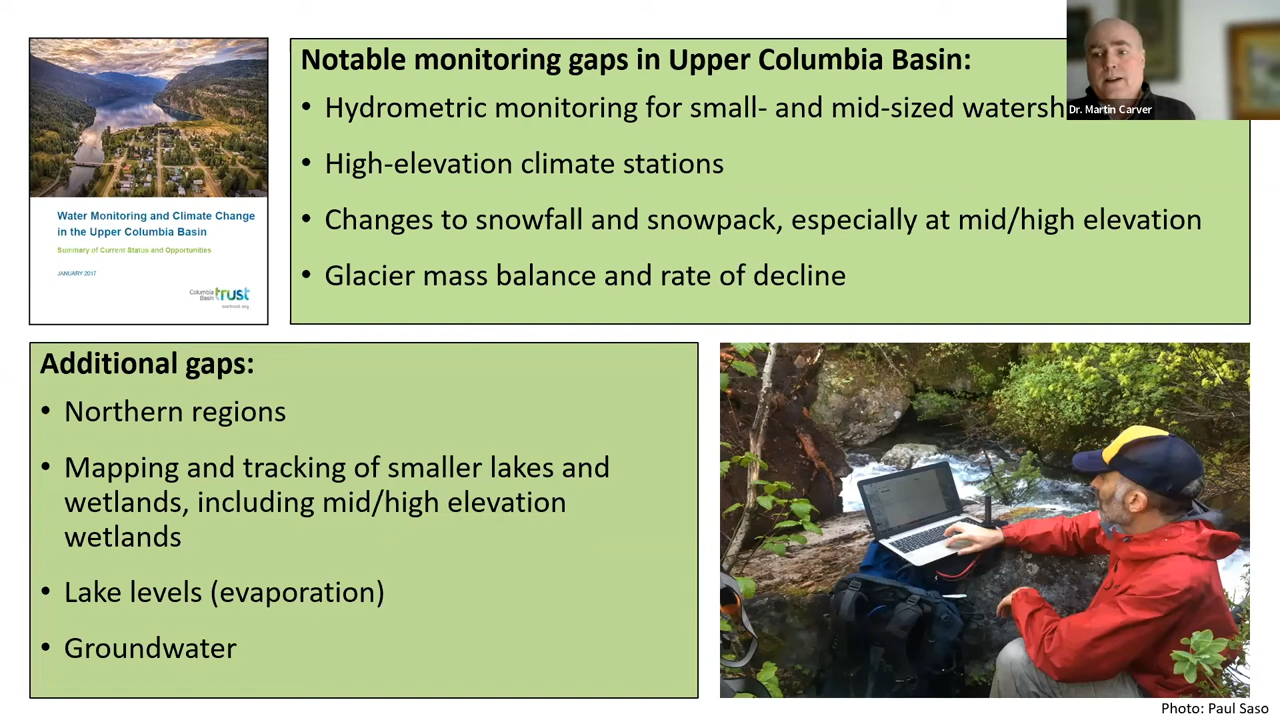 Water Monitoring and Climate Change
in the Upper Columbia Basin
Summary of Current Status and Opportunities
JANUARY 2017
Columbia
Basin trust
ourtrust.org
Notable monitoring gaps in Upper Columbia Basin:
• Hydrometric monitoring for small- and mid-sized watersh
• High-elevation climate stations
• Changes to snowfall and snowpack, especially at mid/high elevation
• Glacier mass balance and rate of decline
Dr. Martin Carver
Additional gaps:
• Northern regions
• Mapping and tracking of smaller lakes and
wetlands, including mid/high elevation
wetlands
• Lake levels (evaporation)
• Groundwater
Photo: Paul Saso